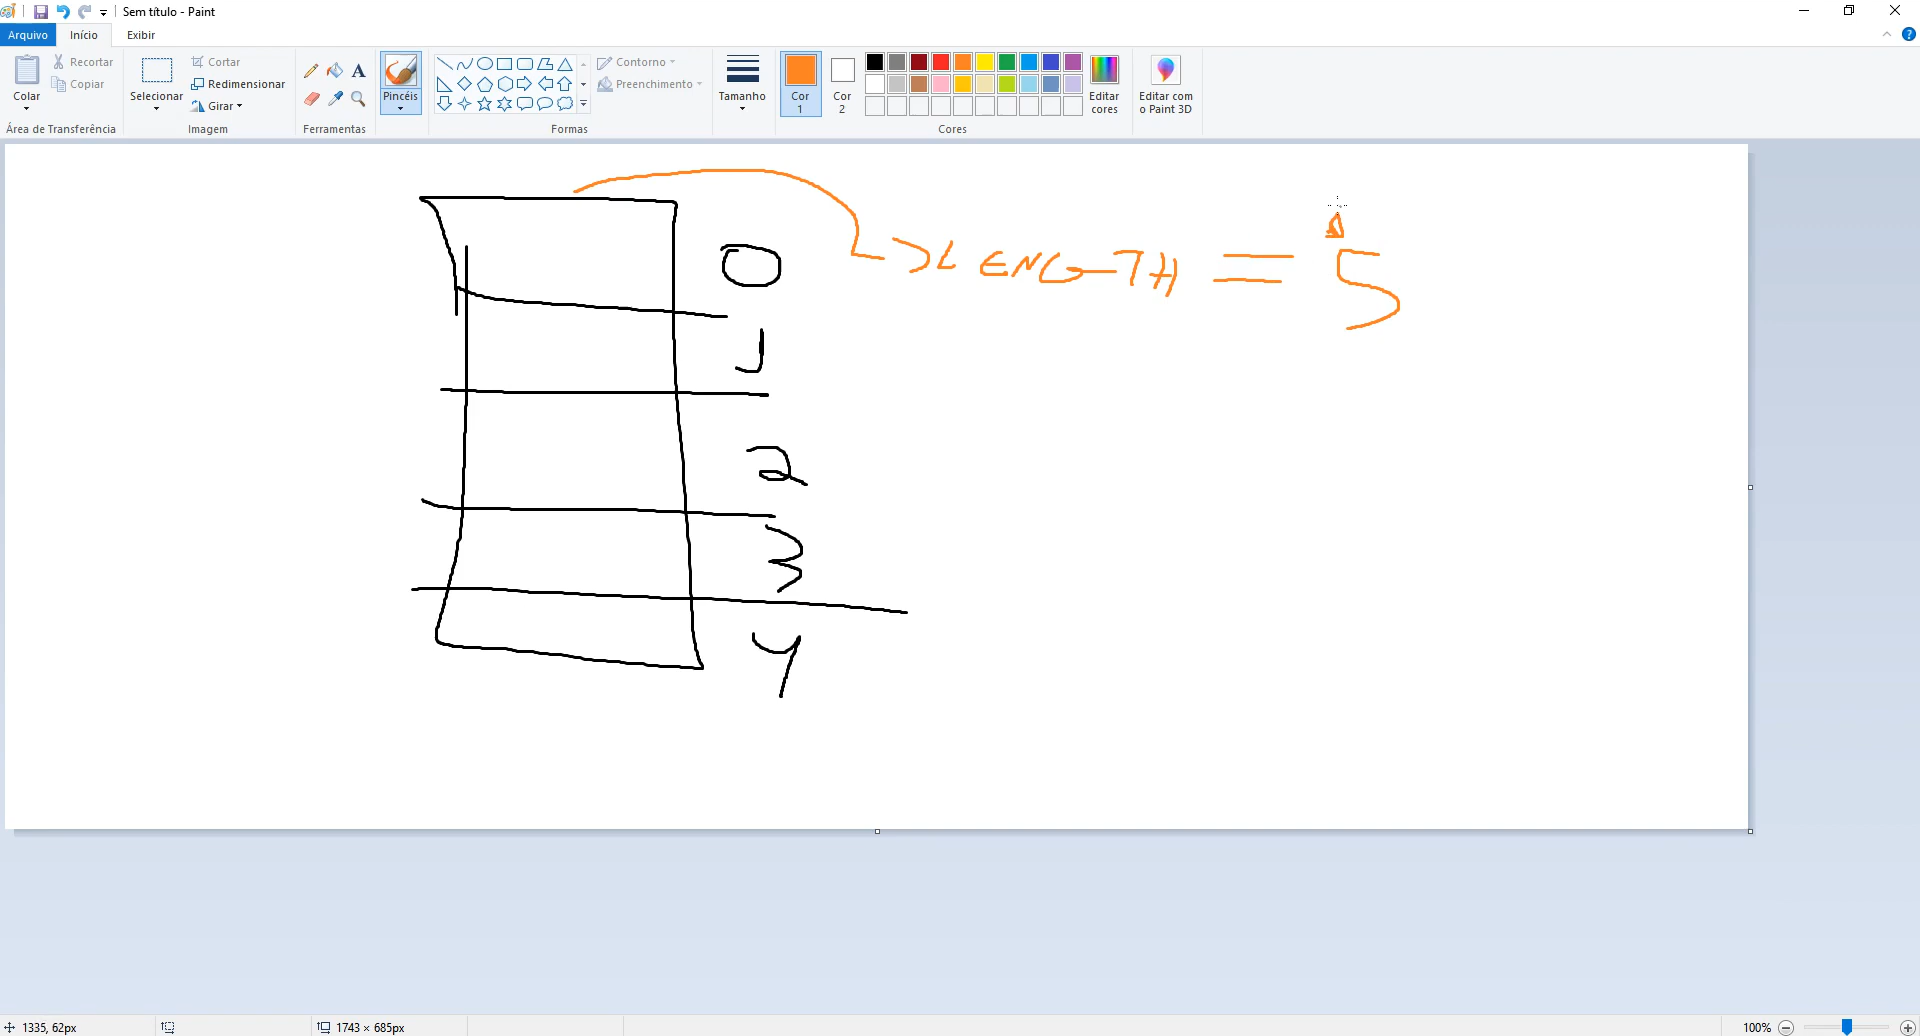 Sem título - Paint
Arquivo Início Exibir
Colar
Recortar
Copiar
Área de Transferência
Selecionar
Cortar
Redimensionar
Girar
Imagem
Ferramentas
Pincéis
Formas
Contorno
Preenchimento
Tamanho
Cor 1
Cor 2
Editar cores
Editar com o Paint 3D
Cores
0
LENGTH = 5
1
2
3
4
1335, 62px
1743 × 685px
100%